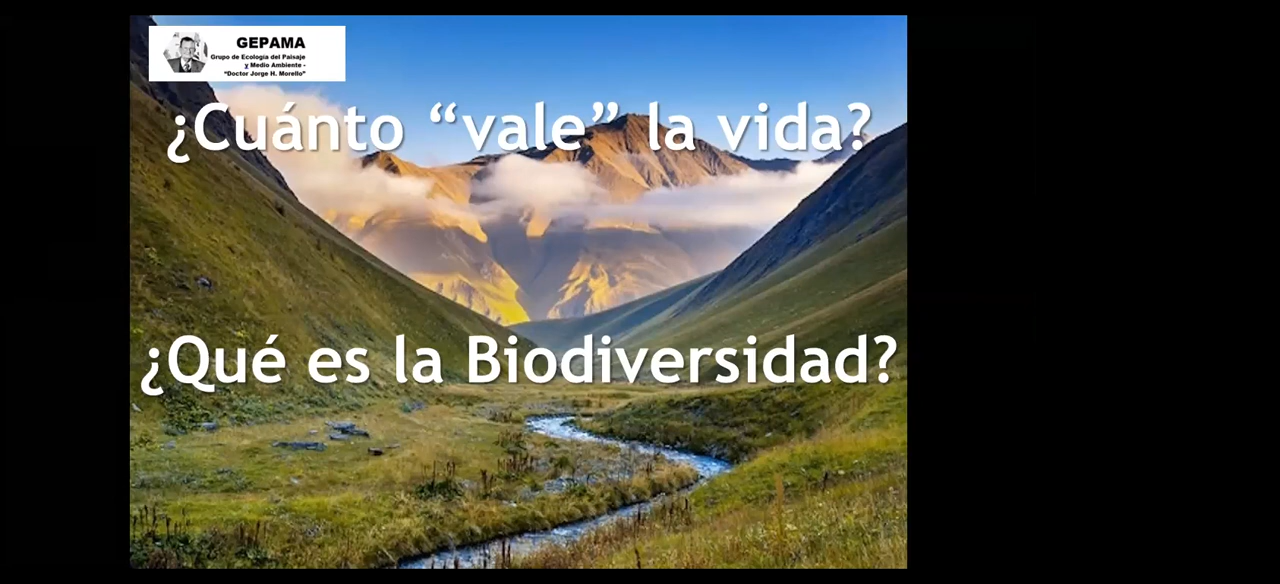 GEPAMA
Grupo de Ecología del Paisaje
y Medio Ambiente -
"Doctor Jorge H. Morello"
¿Cuánto “vale” la vida?
¿Qué es la Biodiversidad?